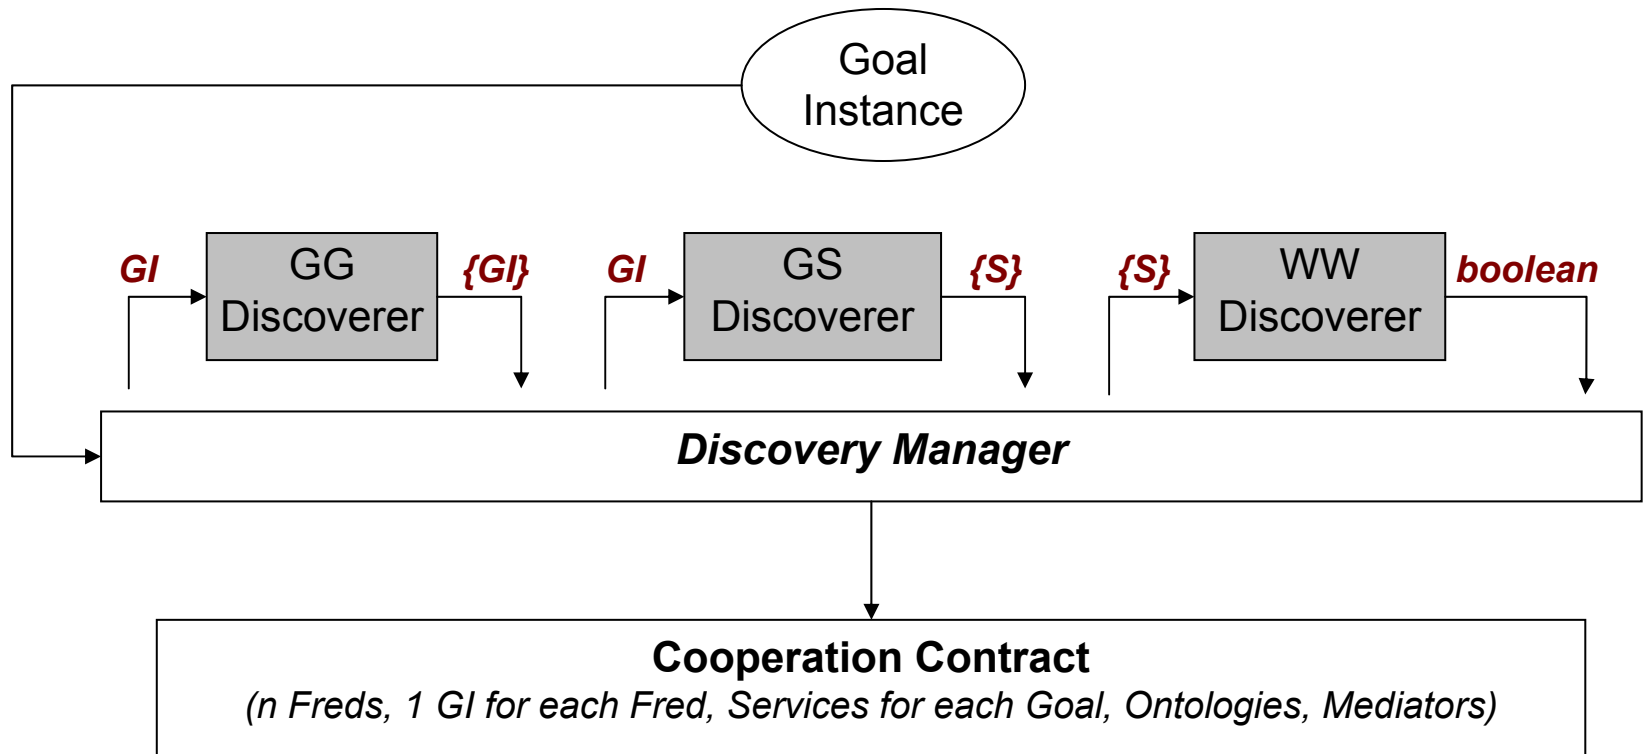 Goal
Instance
GI
GG
Discoverer
{GI}
GI
GS
Discoverer
{S}
{S}
WW
Discoverer
boolean
Discovery Manager
Cooperation Contract
(n Freds, 1 GI for each Fred, Services for each Goal, Ontologies, Mediators)